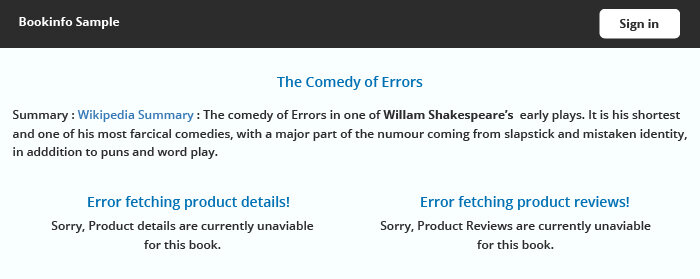 Bookinfo Sample
Sign in
The Comedy of Errors
Summary : Wikipedia Summary : The comedy of Errors in one of Willam Shakespeare's early plays. It is his shortest
and one of his most farcical comedies, with a major part of the numour coming from slapstick and mistaken identity,
in adddition to puns and word play.
Error fetching product details!
Sorry, Product details are currently unaviable
for this book.
Error fetching product reviews!
Sorry, Product Reviews are currently unaviable
for this book.